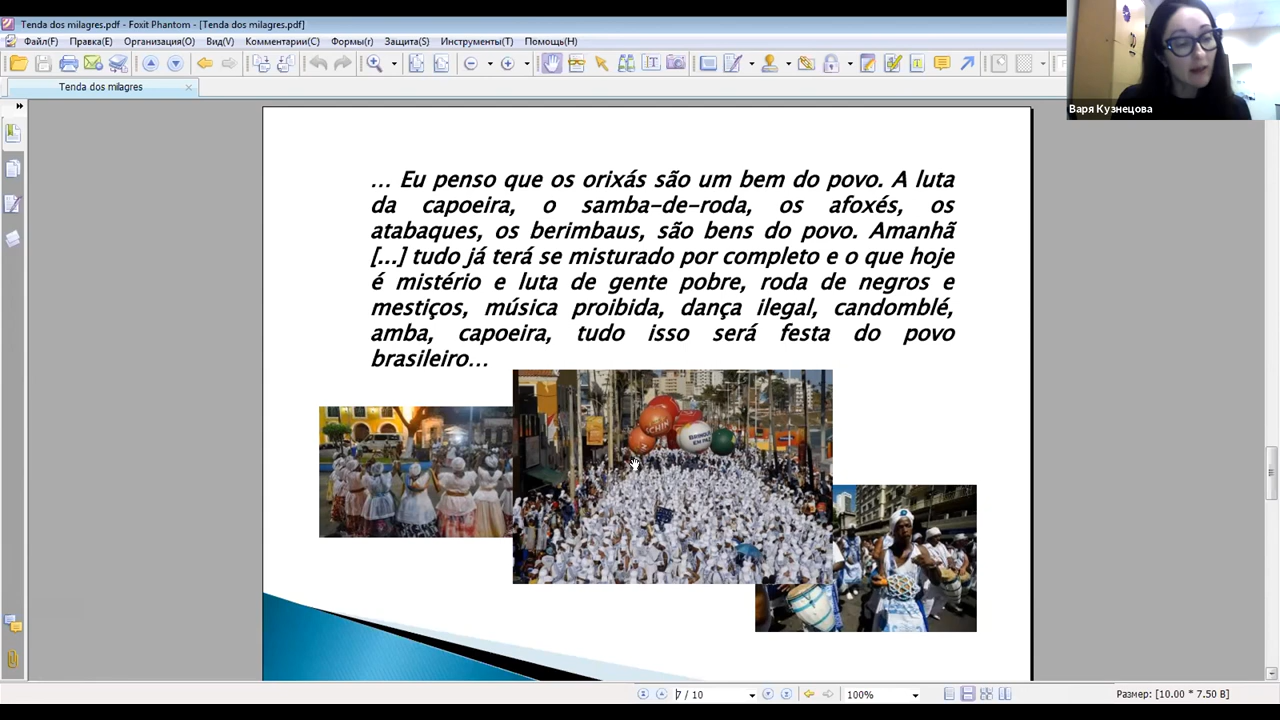 Tenda dos milagres.pdf - Foxit Phantom - [Tenda dos milagres.pdf]
Файл(F) Правка(E) Организация(O) Вид(V) Комментарии(C) Формы(r) Защита(S) Инструменты(T) Помощь(H)
Tenda dos milagres
Варя Кузнецова
... Eu penso que os orixás são um bem do povo. A luta
da capoeira, o samba-de-roda, os afoxés, os
atabaques, os berimbaus, são bens do povo. Amanhã
[...] tudo já terá se misturado por completo e o que hoje
é mistério e luta de gente pobre, roda de negros e
mestiços, música proibida, dança ilegal, candomblé,
amba, capoeira, tudo isso será festa do povo
brasileiro...
BRINQUE
EM PAZ
7 / 10
100%
Размер: [10.00 * 7.50 В]